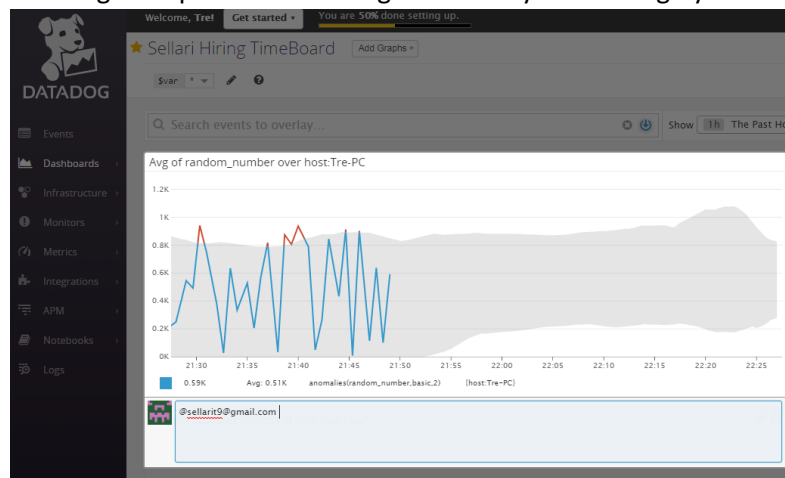 Welcome, Tre! Get started You are 50% done setting up.
Sellari Hiring TimeBoard Add Graphs
$var *
DATADOG
Search events to overlay... Show 1h The Past Ho
Events
Dashboards
Infrastructure
Monitors
Metrics
Integrations
APM
Notebooks
Logs
Avg of random_number over host:Tre-PC
1.2K
1K
0.8K
0.6K
0.4K
0.2K
0K
21:30 21:35 21:40 21:45 21:50 21:55 22:00 22:05 22:10 22:15 22:20 22:25
0.59K Avg: 0.51K anomalies(random_number,basic,2) {host:Tre-PC}
@sellarit9@gmail.com